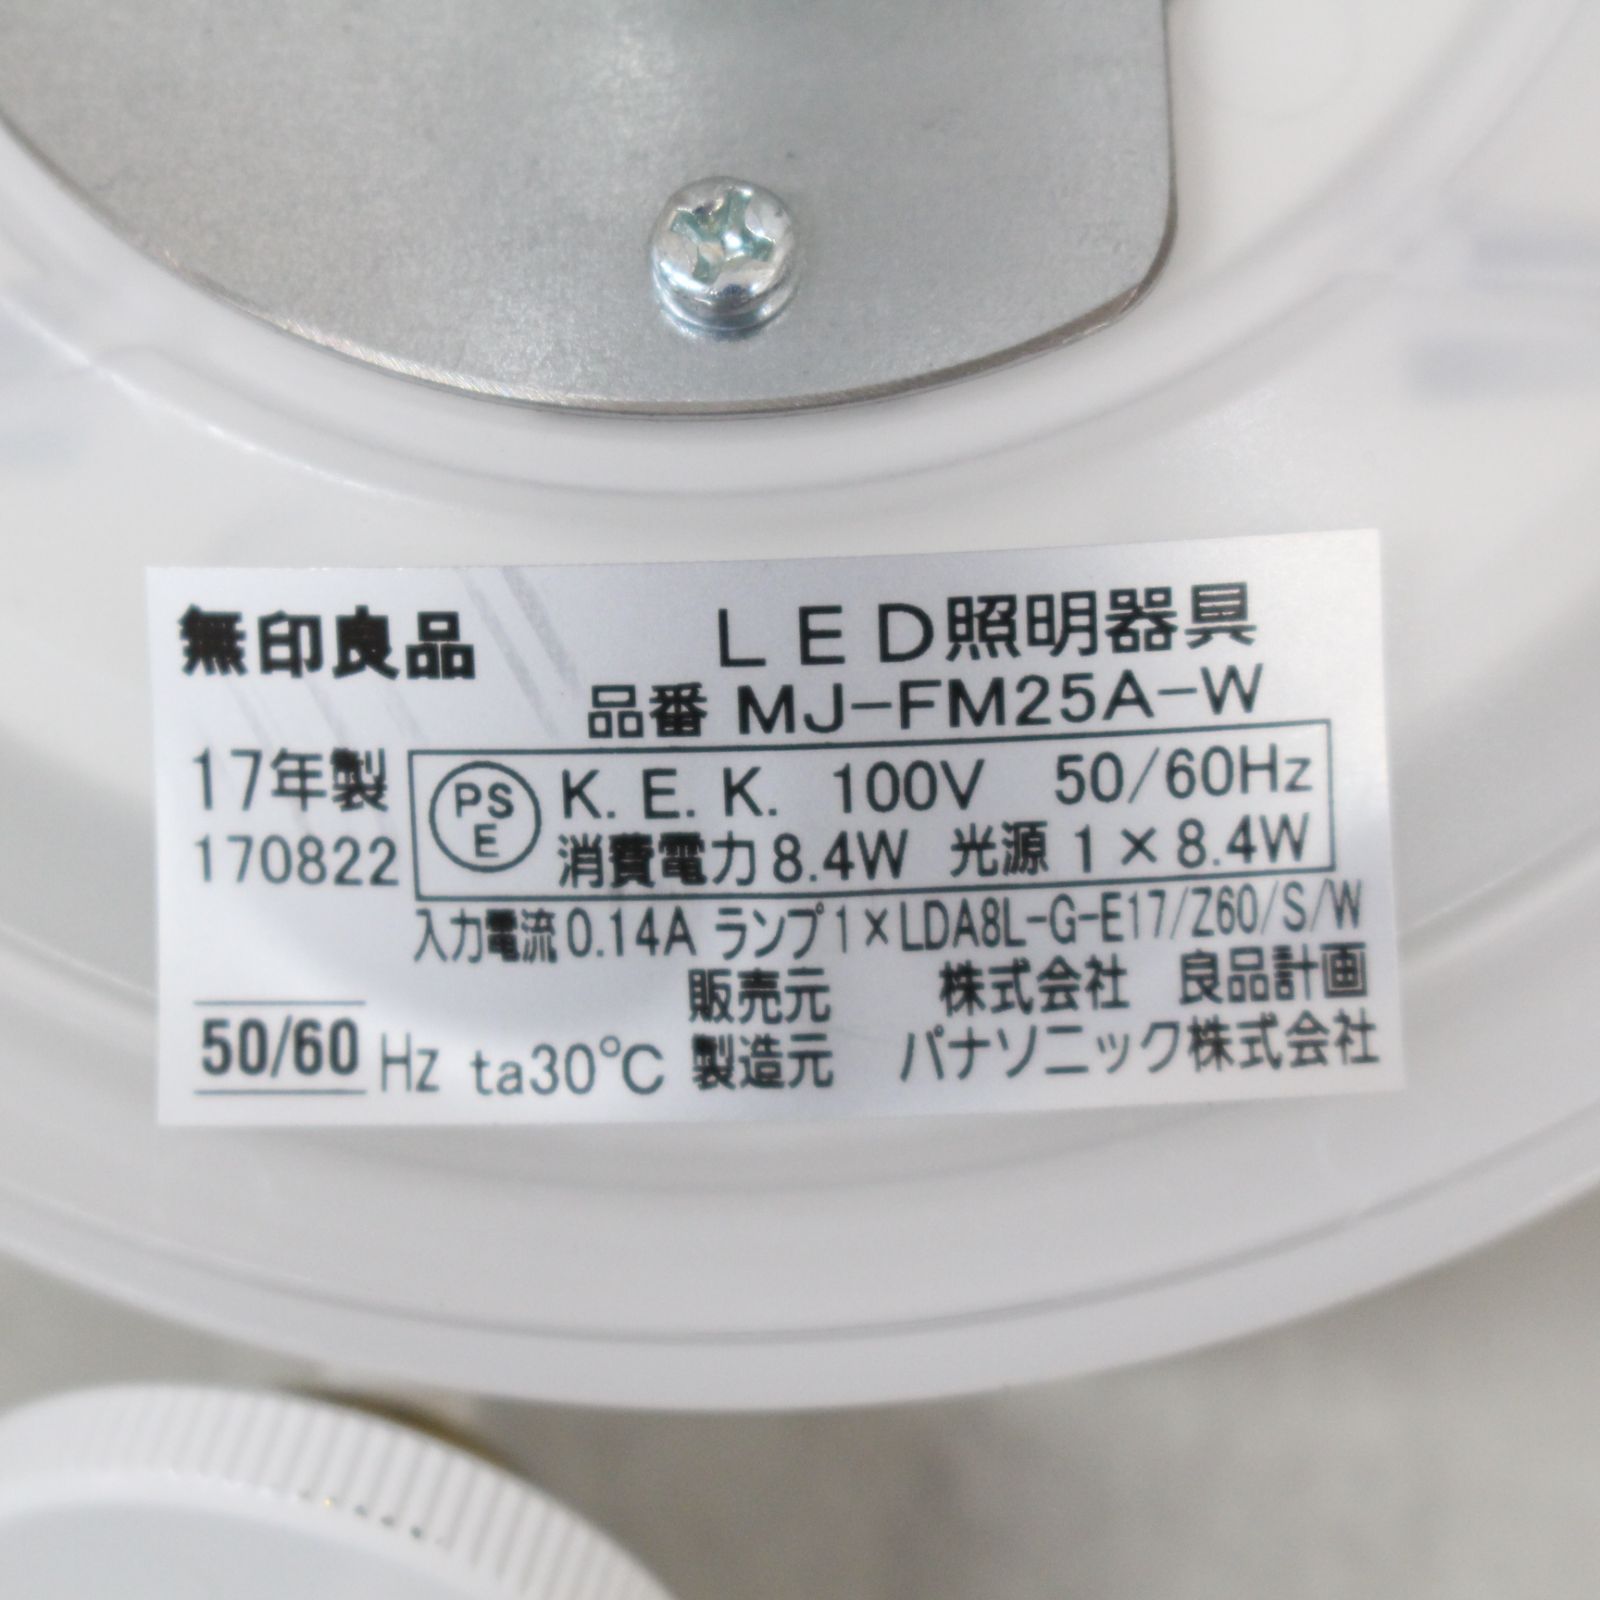 無印良品 LED照明器具
品番 MJ-FM25A-W
17年製
170822
PSE K.E.K. 100V 50/60Hz
消費電力8.4W 光源 1×8.4W
入力電流0.14A ランプ1×LDA8L-G-E17/Z60/S/W
販売元 株式会社 良品計画
50/60 Hz ta30℃ 製造元 パナソニック株式会社